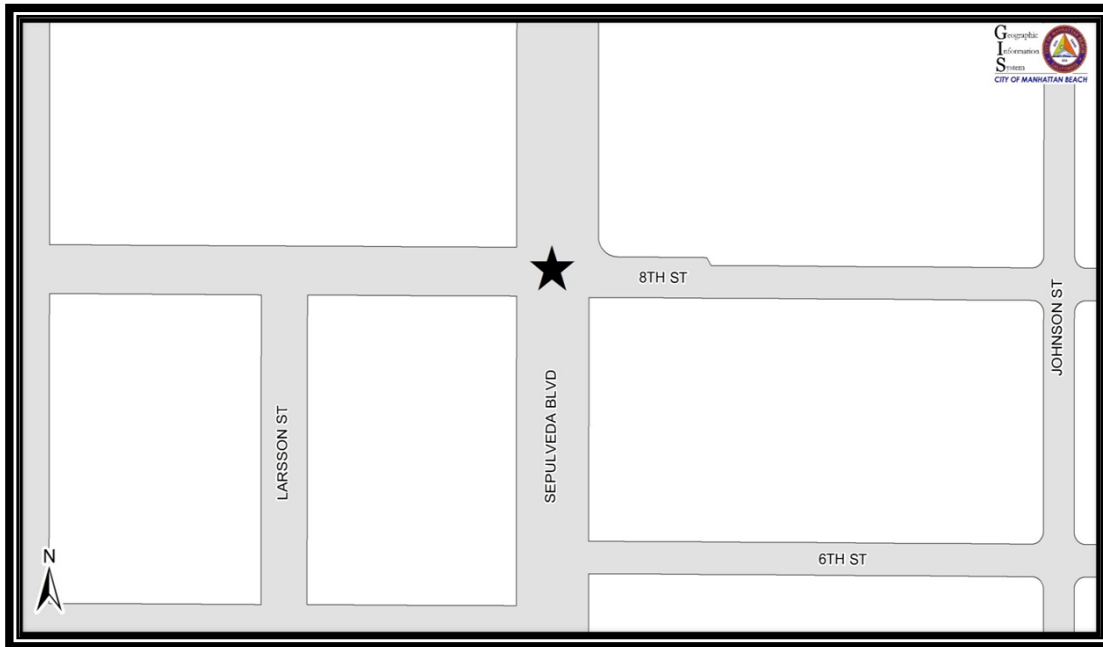 Geographic
Information
System
CITY OF MANHATTAN BEACH
8TH ST
JOHNSON ST
SEPULVEDA BLVD
LARSSON ST
N
6TH ST